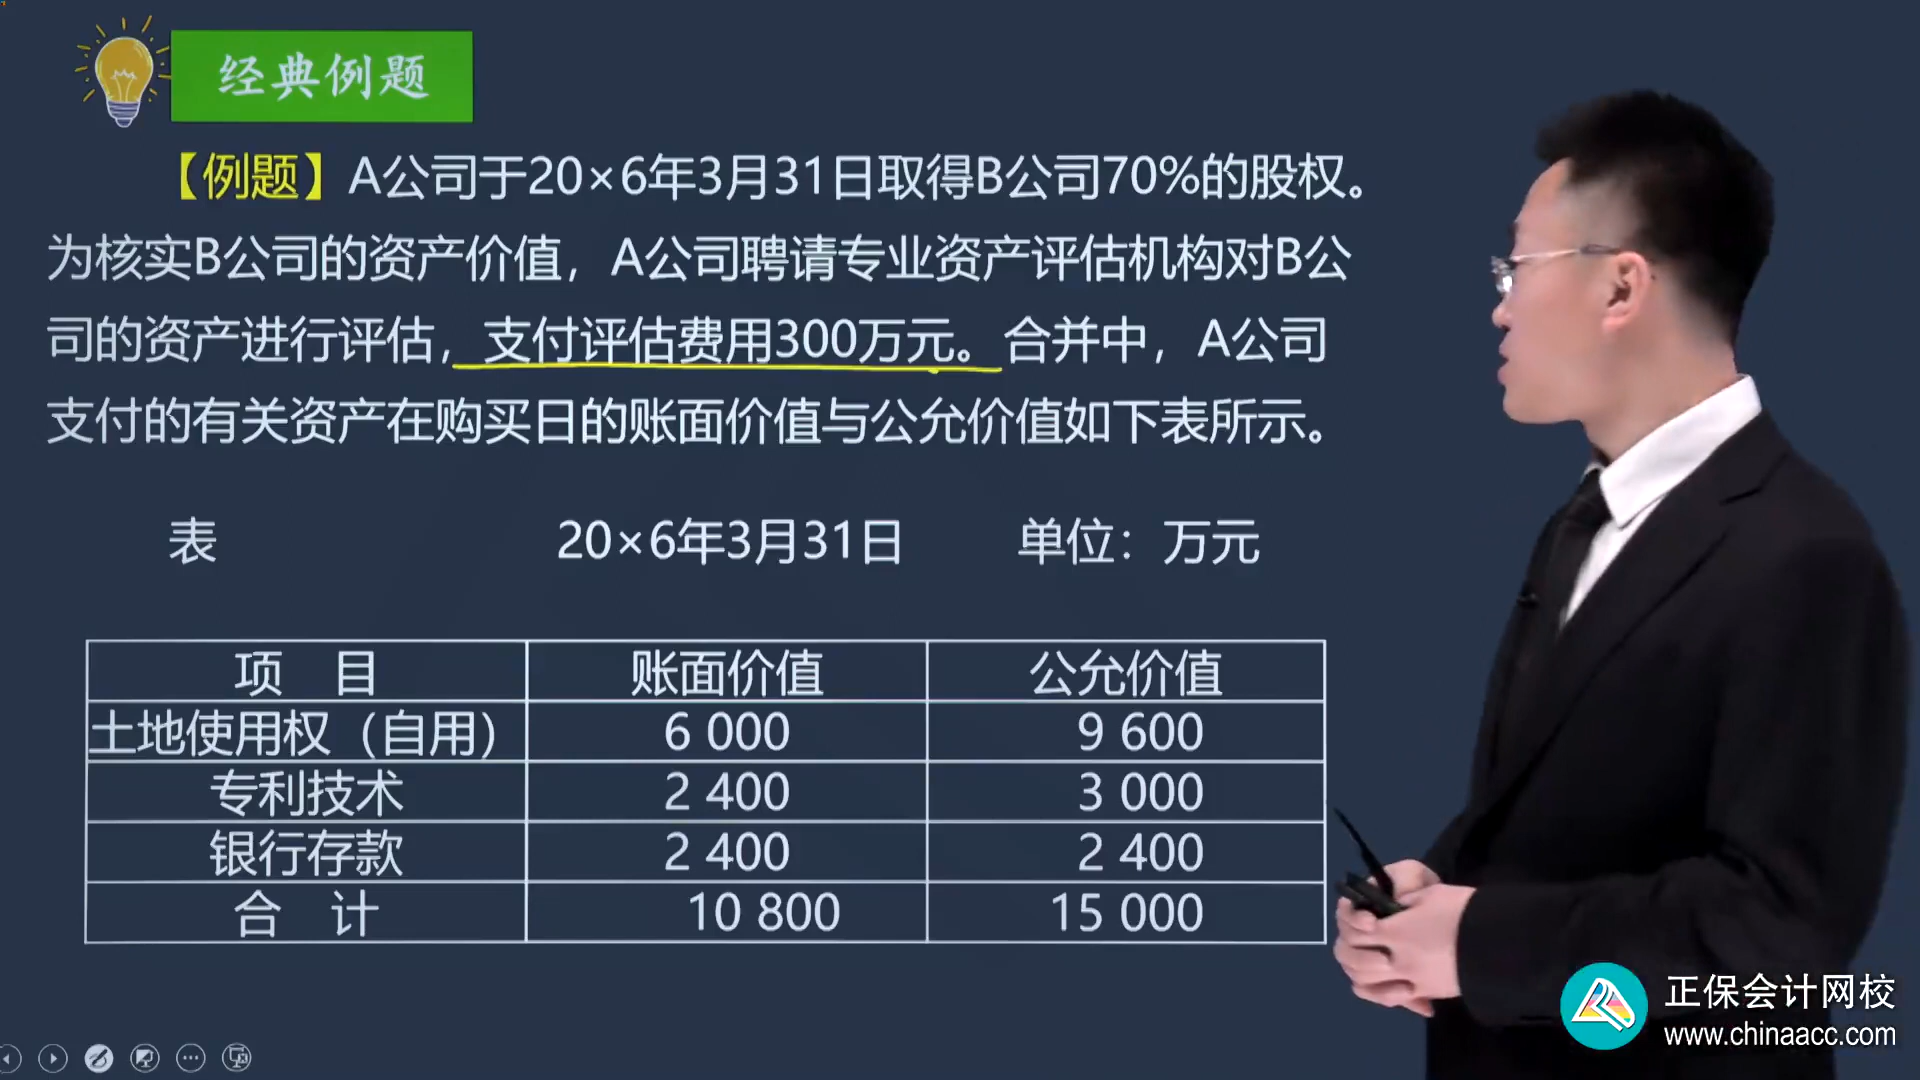 经典例题
【例题】A公司于20×6年3月31日取得B公司70%的股权。
为核实B公司的资产价值，A公司聘请专业资产评估机构对B公
司的资产进行评估，支付评估费用300万元。合并中，A公司
支付的有关资产在购买日的账面价值与公允价值如下表所示。
表 20×6年3月31日 单位：万元
项 目 账面价值 公允价值
土地使用权（自用） 6 000 9 600
专利技术 2 400 3 000
银行存款 2 400 2 400
合 计 10 800 15 000
正保会计网校
www.chinaacc.com